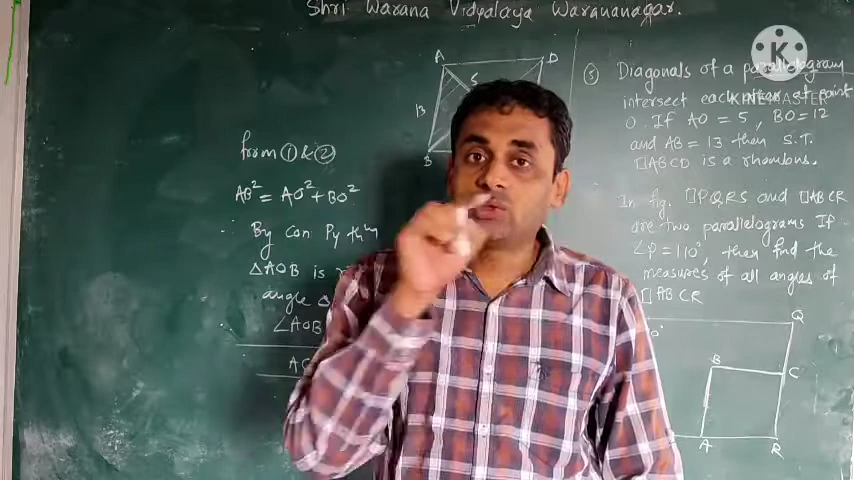 Shri Warana Vidyalaya Warananagar.
A
D
5
13
B
from ① & ②
AB² = AO² + BO²
∴ By Con Py thm
△AOB is
angle △
∠AOB
⑤ Diagonals of a parallelogram
intersect each other at point
O. If AO = 5, BO = 12
and AB = 13 then S.T.
□ABCD is a rhombus.
In fig. □PQRS and □ABCR
are two parallelograms If
∠P = 110°, then find the
measures of all angles of
□ABCR
Q
B
C
A
R
K
KINEMASTER